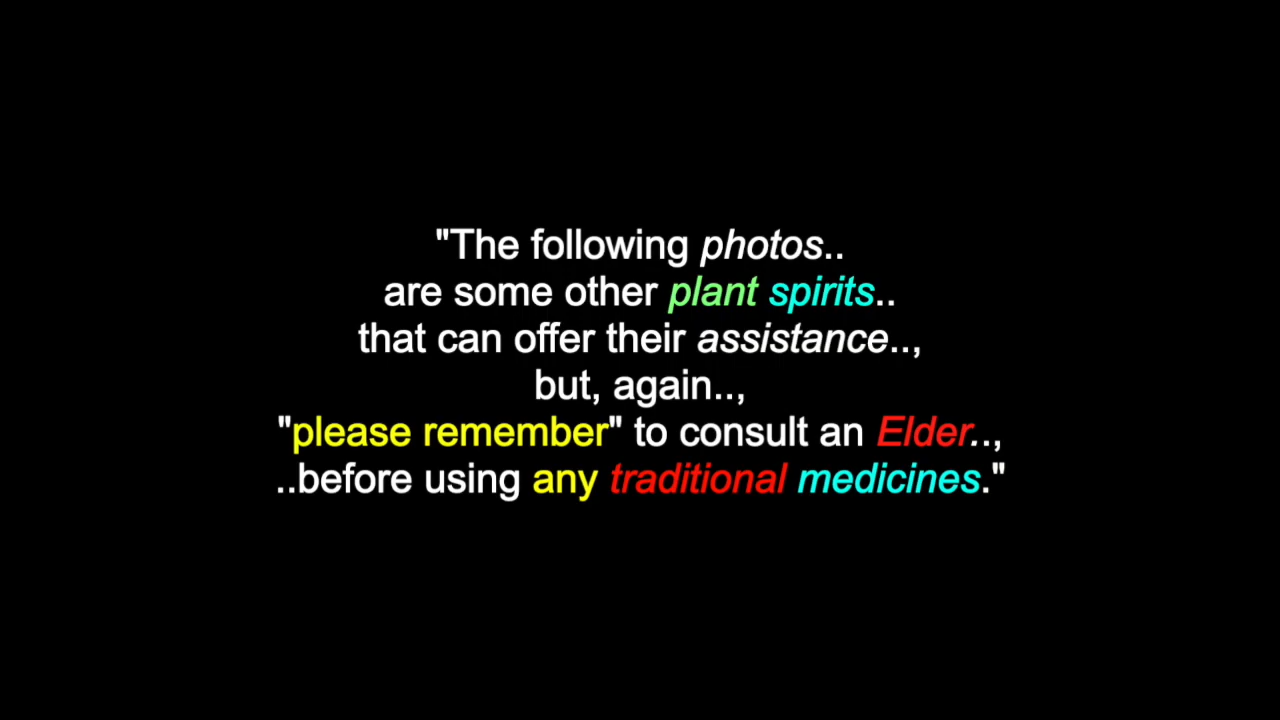 "The following photos..
are some other plant spirits..
that can offer their assistance..,
but, again..,
"please remember" to consult an Elder..,
..before using any traditional medicines."